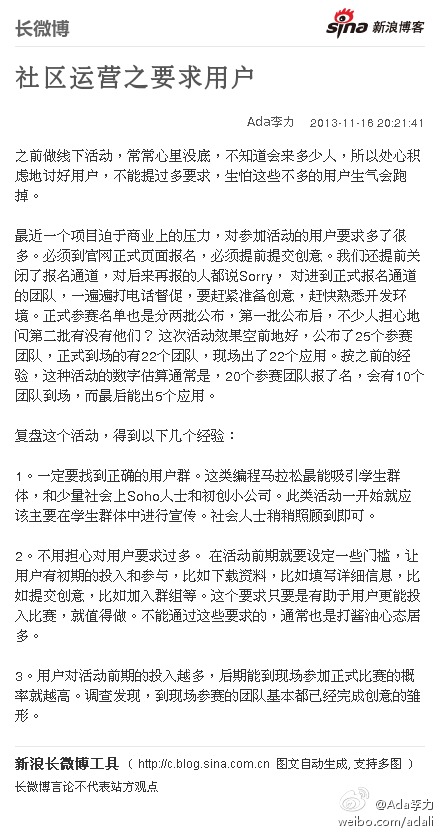 长微博
sina 新浪博客
社区运营之要求用户
Ada李力 2013-11-16 20:21:41
之前做线下活动，常常心里没底，不知道会来多少人，所以处心积
虑地讨好用户，不能提过多要求，生怕这些不多的用户生气会跑
掉。
最近一个项目迫于商业上的压力，对参加活动的用户要求多了很
多。必须到官网正式页面报名，必须提前提交创意。我们还提前关
闭了报名通道，对后来再报的人都说Sorry， 对进到正式报名通道
的团队，一遍遍打电话督促，要赶紧准备创意，赶快熟悉开发环
境。正式参赛名单也是分两批公布，第一批公布后，不少人担心地
问第二批有没有他们？ 这次活动效果空前地好，公布了25个参赛
团队，正式到场的有22个团队，现场出了22个应用。按之前的经
验，这种活动的数字估算通常是，20个参赛团队报了名，会有10个
团队到场，而最后能出5个应用。
复盘这个活动，得到以下几个经验：
1。一定要找到正确的用户群。这类编程马拉松最能吸引学生群
体，和少量社会上Soho人士和初创小公司。此类活动一开始就应
该主要在学生群体中进行宣传。社会人士稍稍照顾到即可。
2。不用担心对用户要求过多。 在活动前期就要设定一些门槛，让
用户有初期的投入和参与，比如下载资料，比如填写详细信息，比
如提交创意，比如加入群组等。这个要求只要是有助于用户更能投
入比赛，就值得做。不能通过这些要求的，通常也是打酱油心态居
多。
3。用户对活动前期的投入越多，后期能到现场参加正式比赛的概
率就越高。调查发现，到现场参赛的团队基本都已经完成创意的雏
形。
新浪长微博工具 （ http://c.blog.sina.com.cn 图文自动生成, 支持多图 ）
长微博言论不代表站方观点
@Ada李力
weibo.com/adali